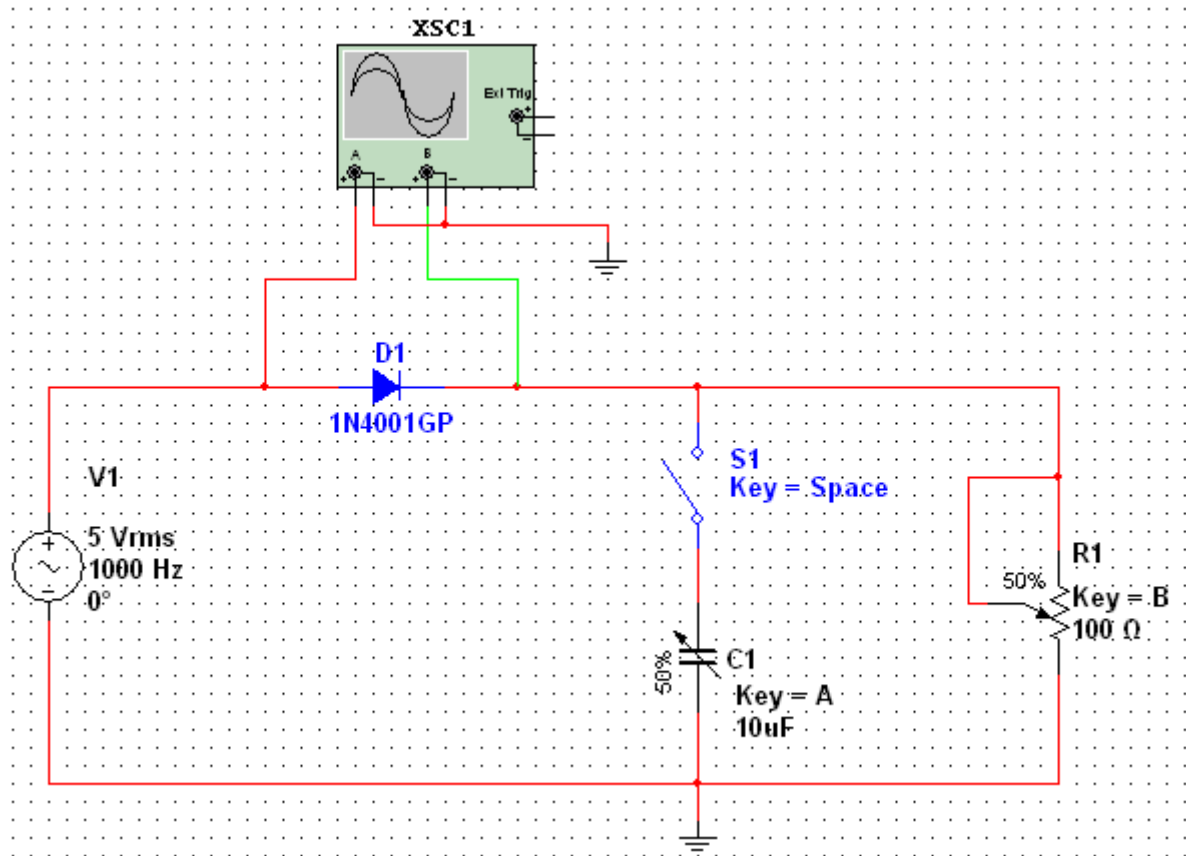 XSC1
Ext Trig
+
−
A
B
+
−
+
−
D1
1N4001GP
V1
+
−
5 Vrms
1000 Hz
0°
S1
Key = Space
R1
50%
Key = B
100 Ω
50%
C1
Key = A
10uF